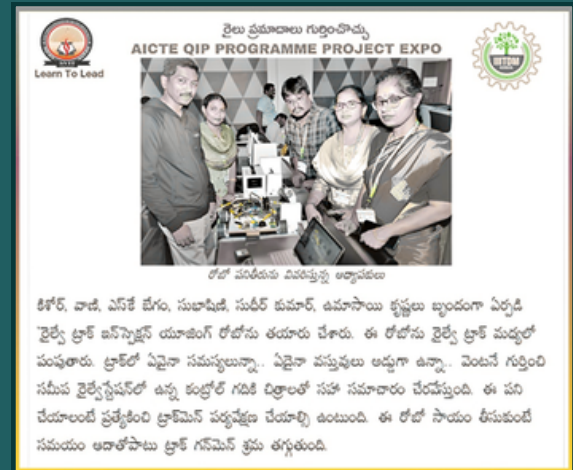 రైలు ప్రమాదాలు గుర్తించొచ్చు
AICTE QIP PROGRAMME PROJECT EXPO
Learn To Lead
IIITDM
రోబో పనితీరును వివరిస్తున్న అధ్యాపకులు
కిశోర్, వాణి, ఎస్‌కే బేగం, సుభాషిణి, సుధీర్ కుమార్, ఉమాసాయి కృష్ణలు బృందంగా ఏర్పడి
రైల్వే ట్రాక్ ఇన్‌స్పెక్షన్ యూజింగ్ రోబోను తయారు చేశారు. ఈ రోబోను రైల్వే ట్రాక్ మధ్యలో
పంపుతారు. ట్రాక్‌లో ఏవైనా సమస్యలున్నా.. ఏదైనా వస్తువులు అడ్డుగా ఉన్నా.. వెంటనే గుర్తించి
సమీప రైల్వేస్టేషన్‌లో ఉన్న కంట్రోల్ గదికి చిత్రాలతో సహా సమాచారం చేరవేస్తుంది. ఈ పని
చేయాలంటే ప్రత్యేకించి ట్రాక్‌మెన్ పర్యవేక్షణ చేయాల్సి ఉంటుంది. ఈ రోబో సాయం తీసుకుంటే
సమయం ఆదాతోపాటు ట్రాక్ గన్‌మెన్ శ్రమ తగ్గుతుంది.